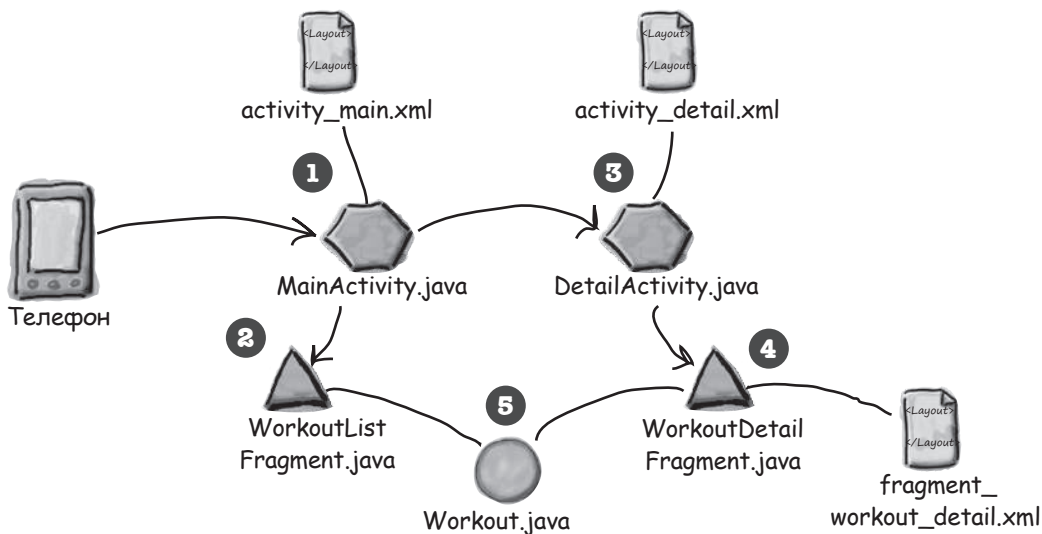 <Layout>
</Layout>
activity_main.xml
<Layout>
</Layout>
activity_detail.xml
1
3
Телефон
MainActivity.java
DetailActivity.java
2
4
WorkoutList
Fragment.java
5
WorkoutDetail
Fragment.java
<Layout>
</Layout>
Workout.java
fragment_
workout_detail.xml